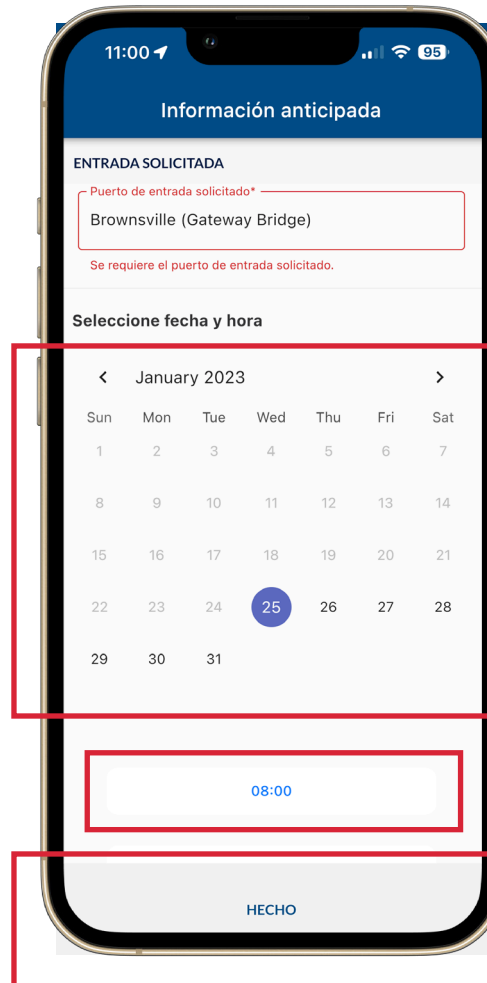 11:00
95
Información anticipada
ENTRADA SOLICITADA
Puerto de entrada solicitado*
Brownsville (Gateway Bridge)
Se requiere el puerto de entrada solicitado.
Seleccione fecha y hora
January 2023
Sun Mon Tue Wed Thu Fri Sat
1 2 3 4 5 6 7
8 9 10 11 12 13 14
15 16 17 18 19 20 21
22 23 24 25 26 27 28
29 30 31
08:00
HECHO